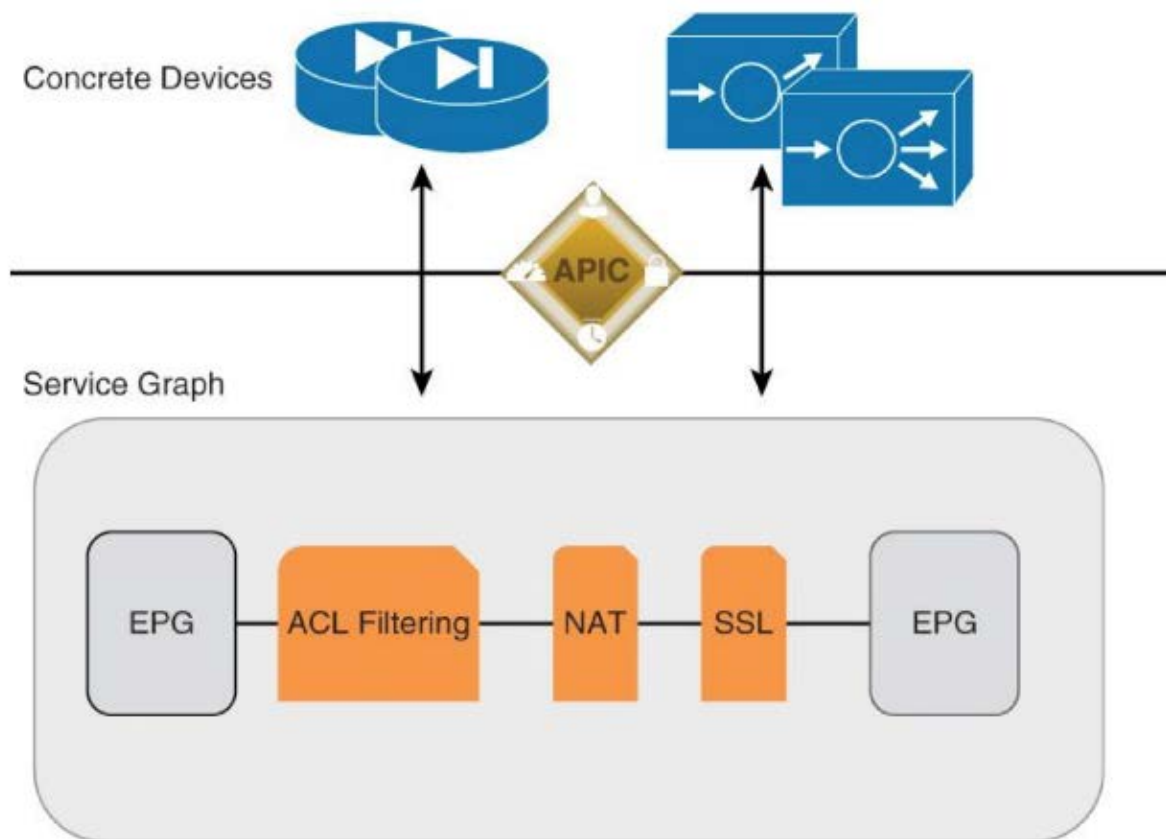 Concrete Devices
APIC
Service Graph
EPG
ACL Filtering
NAT
SSL
EPG